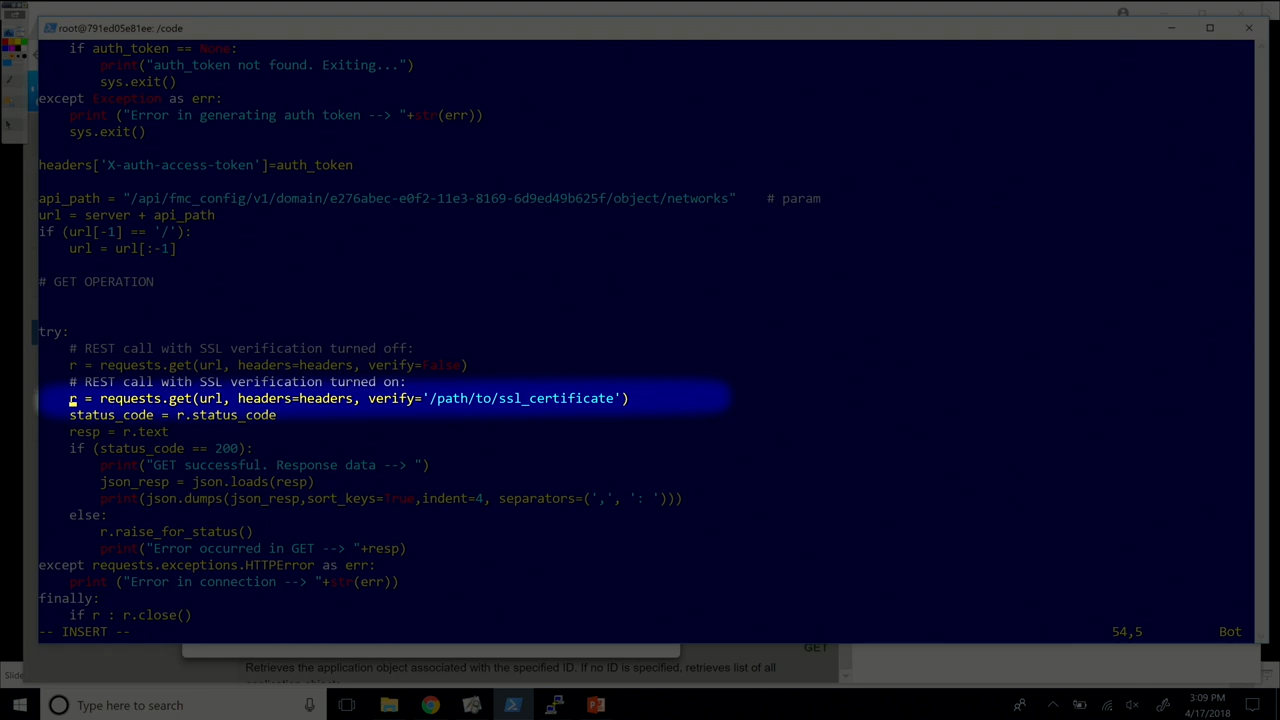 root@791ed05e81ee: /code
if auth_token == None:
print("auth_token not found. Exiting...")
sys.exit()
except Exception as err:
print ("Error in generating auth token --> "+str(err))
sys.exit()
headers['X-auth-access-token']=auth_token
api_path = "/api/fmc_config/v1/domain/e276abec-e0f2-11e3-8169-6d9ed49b625f/object/networks"    # param
url = server + api_path
if (url[-1] == '/'):
url = url[:-1]
# GET OPERATION
try:
# REST call with SSL verification turned off:
r = requests.get(url, headers=headers, verify=False)
# REST call with SSL verification turned on:
r = requests.get(url, headers=headers, verify='/path/to/ssl_certificate')
status_code = r.status_code
resp = r.text
if (status_code == 200):
print("GET successful. Response data --> ")
json_resp = json.loads(resp)
print(json.dumps(json_resp,sort_keys=True,indent=4, separators=(',', ': ')))
else:
r.raise_for_status()
print("Error occurred in GET --> "+resp)
except requests.exceptions.HTTPError as err:
print ("Error in connection --> "+str(err))
finally:
if r : r.close()
-- INSERT --    54,5    Bot
GET
Retrieves the application object associated with the specified ID. If no ID is specified, retrieves list of all
Slide
Type here to search
3:09 PM
4/17/2018